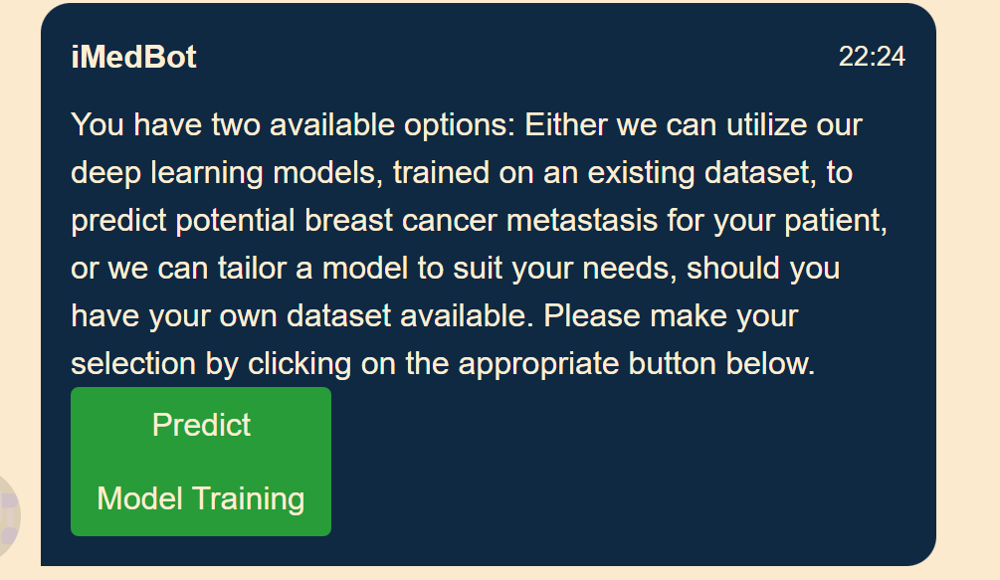 iMedBot 22:24
You have two available options: Either we can utilize our
deep learning models, trained on an existing dataset, to
predict potential breast cancer metastasis for your patient,
or we can tailor a model to suit your needs, should you
have your own dataset available. Please make your
selection by clicking on the appropriate button below.
Predict
Model Training